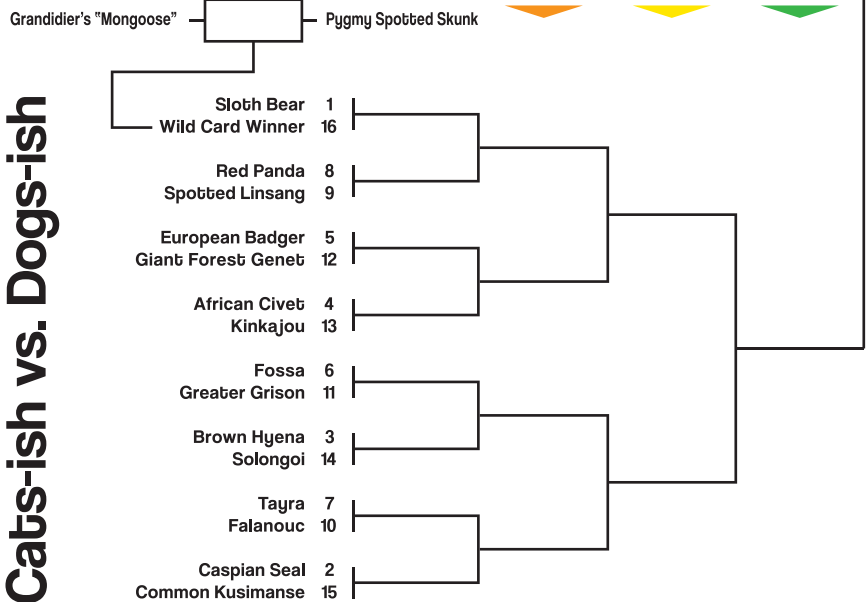 Grandidier's "Mongoose"
Pygmy Spotted Skunk
Cats-ish vs. Dogs-ish
Sloth Bear 1
Wild Card Winner 16
Red Panda 8
Spotted Linsang 9
European Badger 5
Giant Forest Genet 12
African Civet 4
Kinkajou 13
Fossa 6
Greater Grison 11
Brown Hyena 3
Solongoi 14
Tayra 7
Falanouc 10
Caspian Seal 2
Common Kusimanse 15